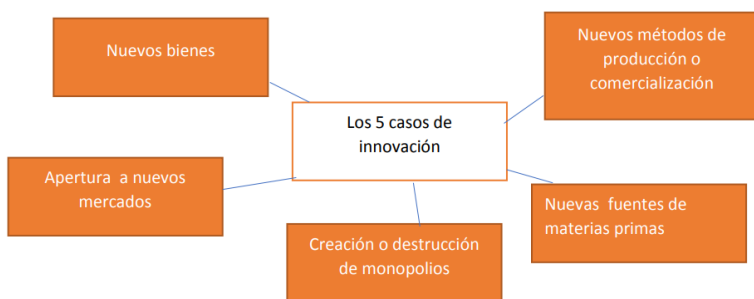 Nuevos bienes
Nuevos métodos de
producción o
comercialización
Los 5 casos de
innovación
Apertura a nuevos
mercados
Nuevas fuentes de
materias primas
Creación o destrucción
de monopolios